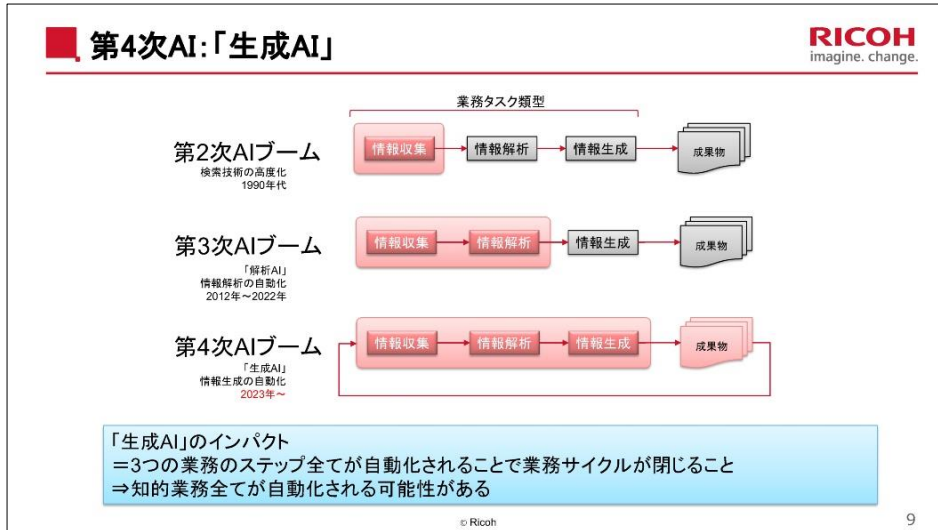 第4次AI:「生成AI」
RICOH
imagine. change.
業務タスク類型
第2次AIブーム
検索技術の高度化
1990年代
情報収集
情報解析
情報生成
成果物
第3次AIブーム
「解析AI」
情報解析の自動化
2012年～2022年
情報収集
情報解析
情報生成
成果物
第4次AIブーム
「生成AI」
情報生成の自動化
2023年～
情報収集
情報解析
情報生成
成果物
「生成AI」のインパクト
＝3つの業務のステップ全てが自動化されることで業務サイクルが閉じること
⇒知的業務全てが自動化される可能性がある
© Ricoh
9